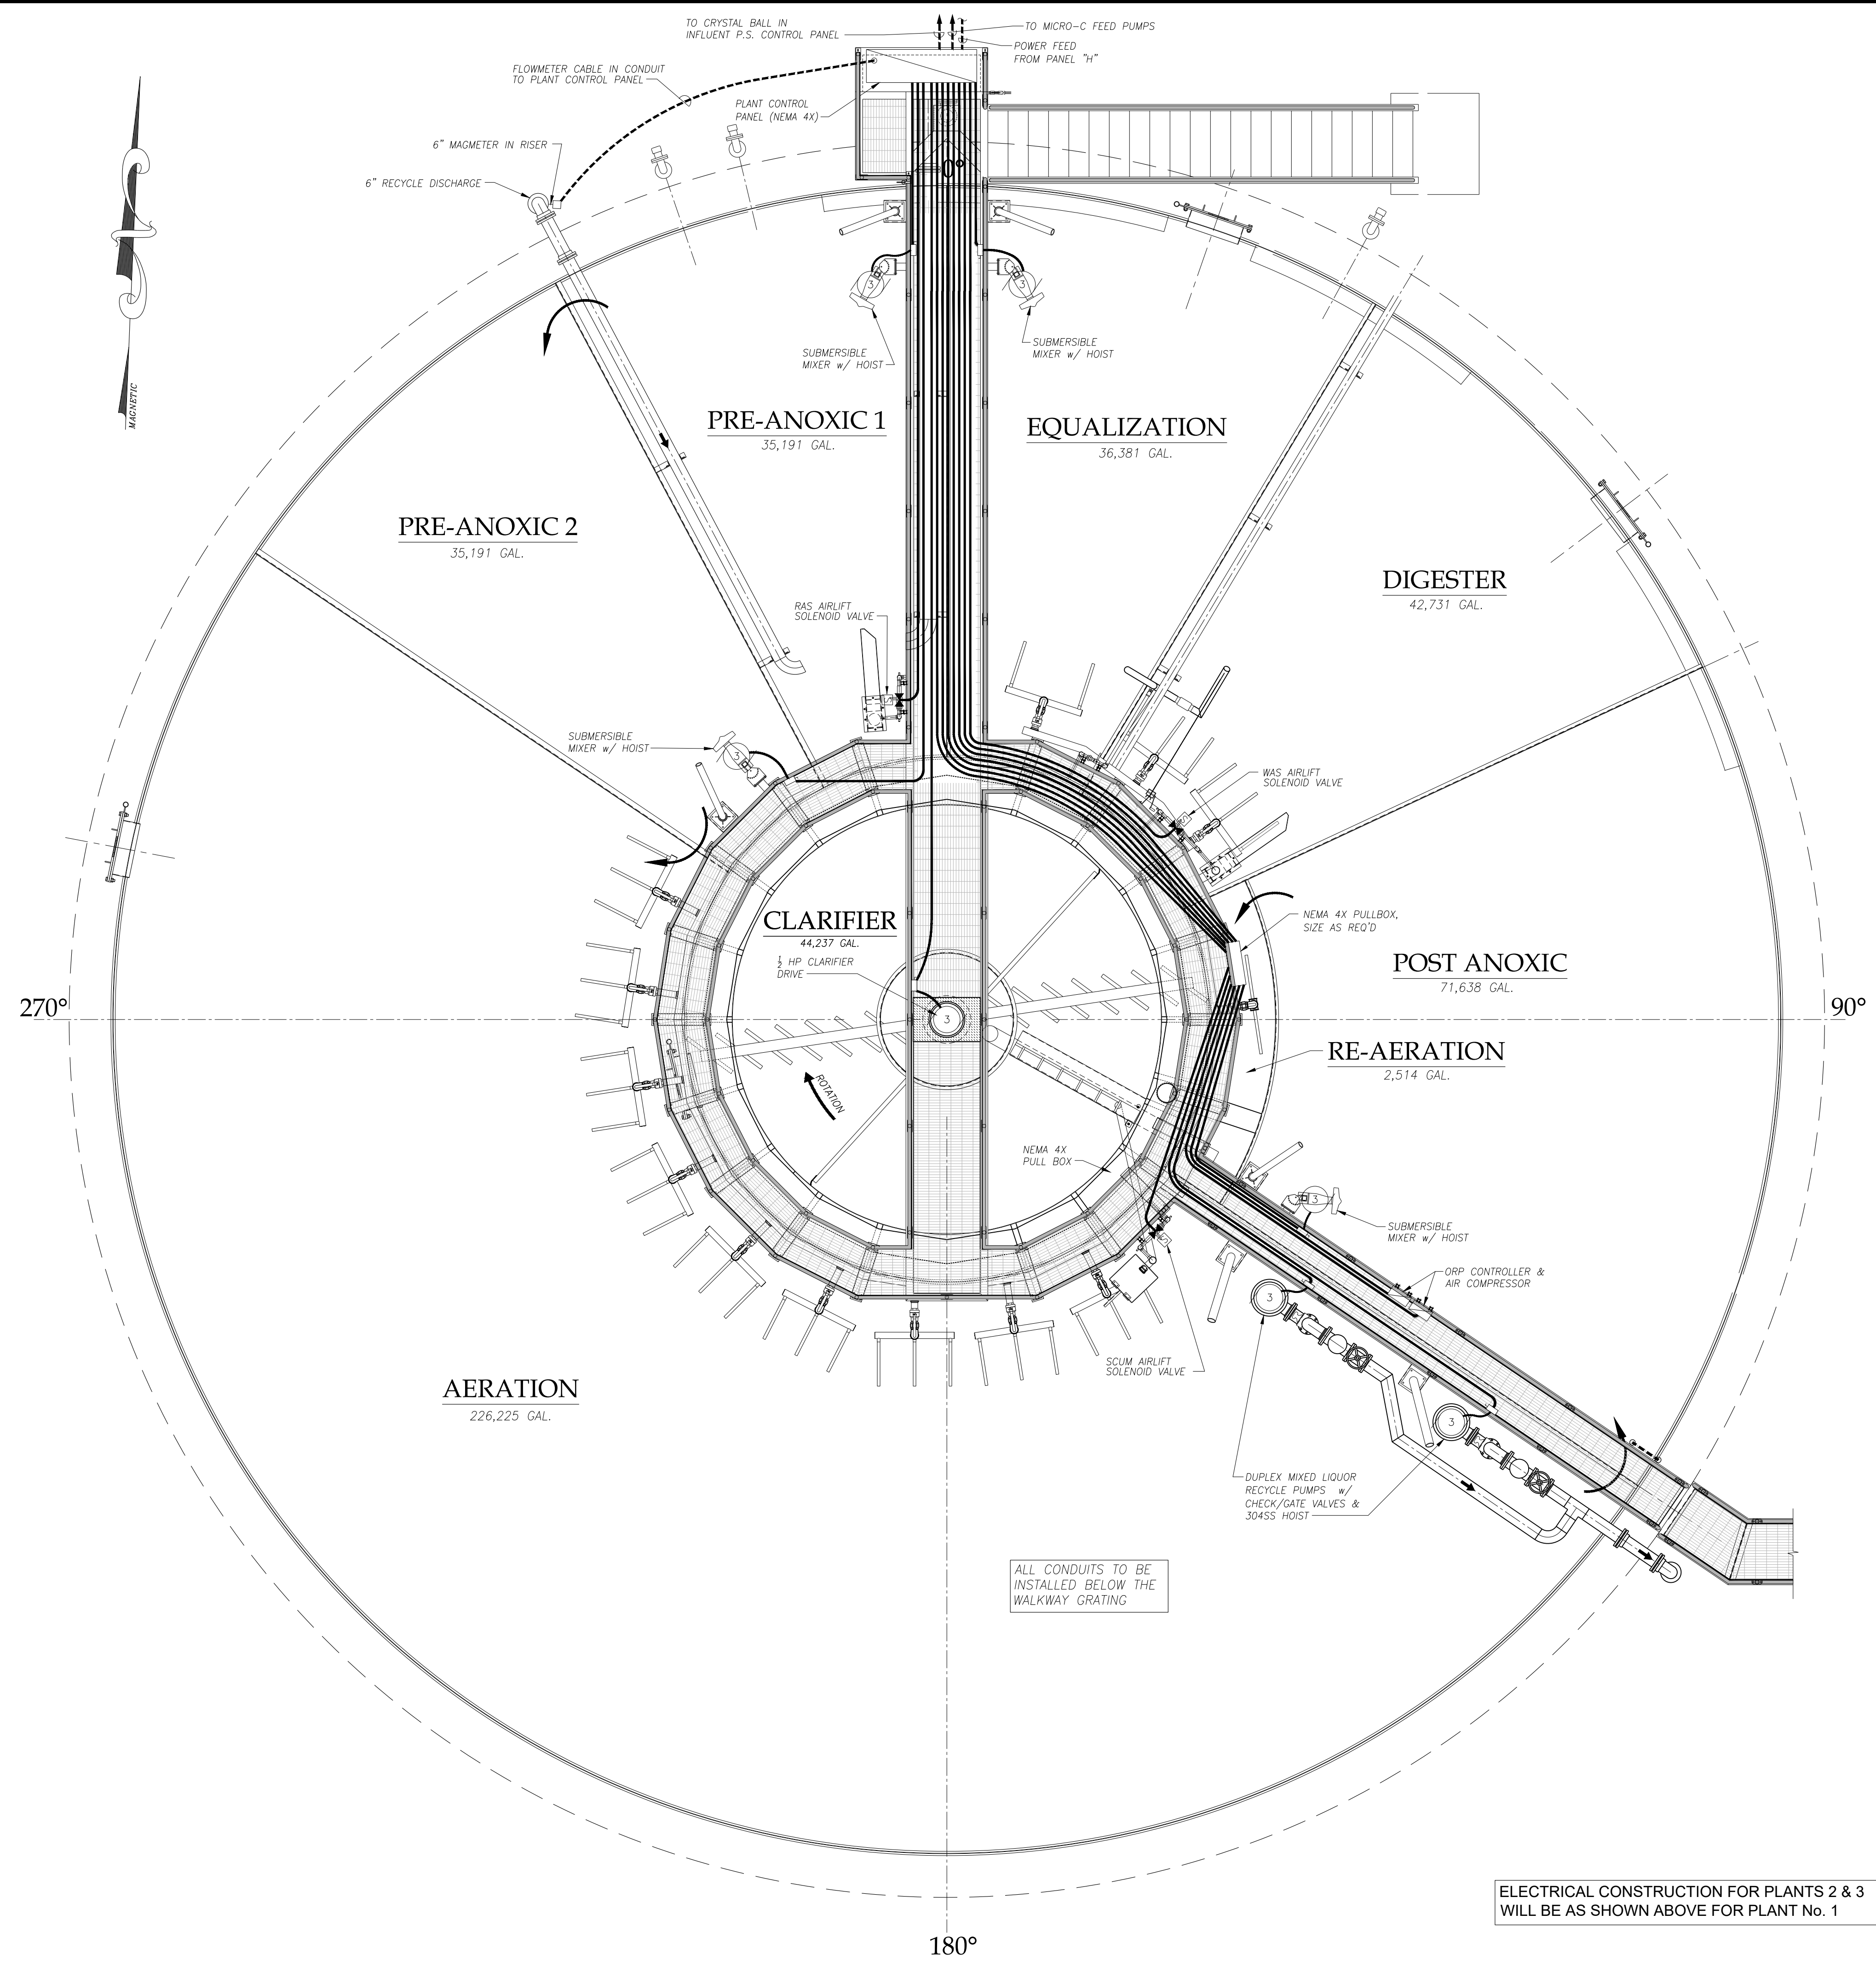 TO CRYSTAL BALL IN
INFLUENT P.S. CONTROL PANEL
TO MICRO-C FEED PUMPS
POWER FEED
FROM PANEL "H"
FLOWMETER CABLE IN CONDUIT
TO PLANT CONTROL PANEL
PLANT CONTROL
PANEL (NEMA 4X)
6" MAGMETER IN RISER
6" RECYCLE DISCHARGE
0°
MAGNETIC
3
3
SUBMERSIBLE
MIXER w/ HOIST
SUBMERSIBLE
MIXER w/ HOIST
PRE-ANOXIC 1
35,191 GAL.
EQUALIZATION
36,381 GAL.
PRE-ANOXIC 2
35,191 GAL.
DIGESTER
42,731 GAL.
RAS AIRLIFT
SOLENOID VALVE
SUBMERSIBLE
MIXER w/ HOIST
3
WAS AIRLIFT
SOLENOID VALVE
CLARIFIER
44,237 GAL.
1/2 HP CLARIFIER
DRIVE
NEMA 4X PULLBOX,
SIZE AS REQ'D
POST ANOXIC
71,638 GAL.
270°
3
90°
RE-AERATION
2,514 GAL.
ROTATION
NEMA 4X
PULL BOX
3
SUBMERSIBLE
MIXER w/ HOIST
ORP CONTROLLER &
AIR COMPRESSOR
3
SCUM AIRLIFT
SOLENOID VALVE
AERATION
226,225 GAL.
3
DUPLEX MIXED LIQUOR
RECYCLE PUMPS w/
CHECK/GATE VALVES &
304SS HOIST
ALL CONDUITS TO BE
INSTALLED BELOW THE
WALKWAY GRATING
ELECTRICAL CONSTRUCTION FOR PLANTS 2 & 3
WILL BE AS SHOWN ABOVE FOR PLANT No. 1
180°